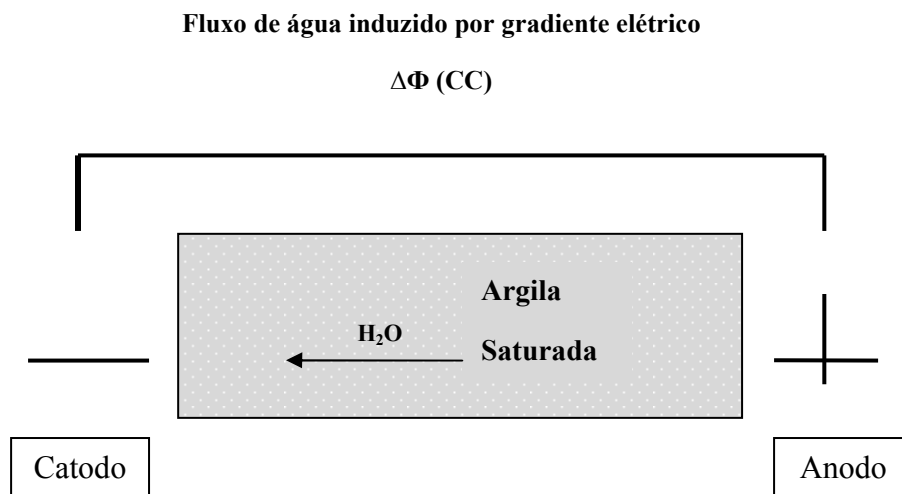 Fluxo de água induzido por gradiente elétrico
ΔΦ (CC)
Argila
H₂O
Saturada
Catodo
Anodo